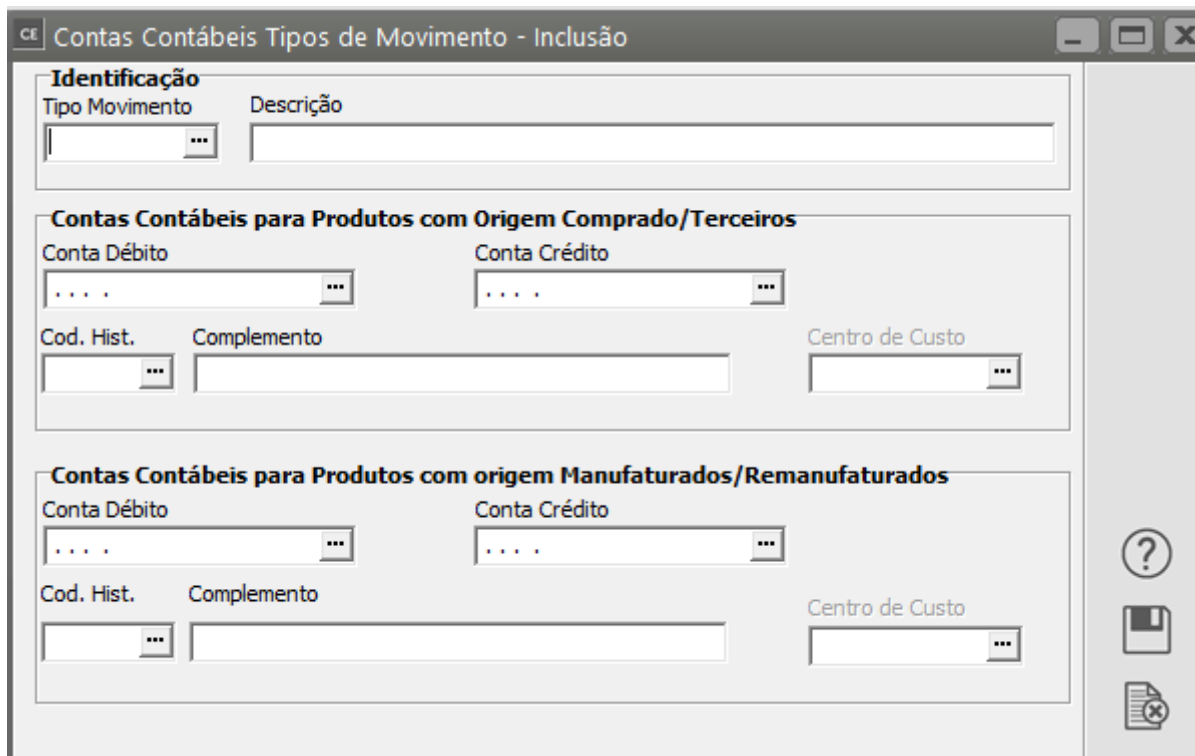 CE Contas Contábeis Tipos de Movimento - Inclusão
Identificação
Tipo Movimento Descrição
...
Contas Contábeis para Produtos com Origem Comprado/Terceiros
Conta Débito Conta Crédito
. . . . ... . . . . ...
Cod. Hist. Complemento Centro de Custo
... ...
Contas Contábeis para Produtos com origem Manufaturados/Remanufaturados
Conta Débito Conta Crédito
. . . . ... . . . . ...
Cod. Hist. Complemento Centro de Custo
... ...
?